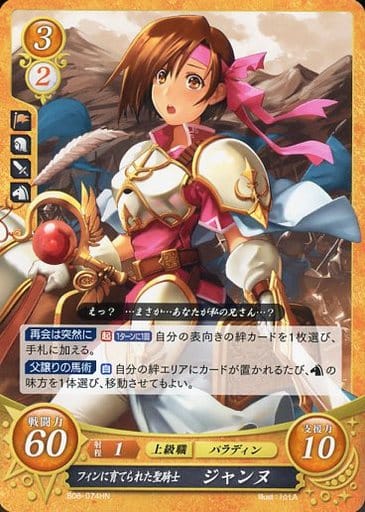 3
2
えっ? …まさか…あなたが私の兄さん…?
再会は突然に 起 1ターンに1回 自分の表向きの絆カードを1枚選び、
手札に加える。
父譲りの馬術 自 自分の絆エリアにカードが置かれるたび、
の味方を1体選び、移動させてもよい。
戦闘力
60
射程 1
上級職
パラディン
支援力
10
フィンに育てられた聖騎士 ジャンヌ
B06-074HN